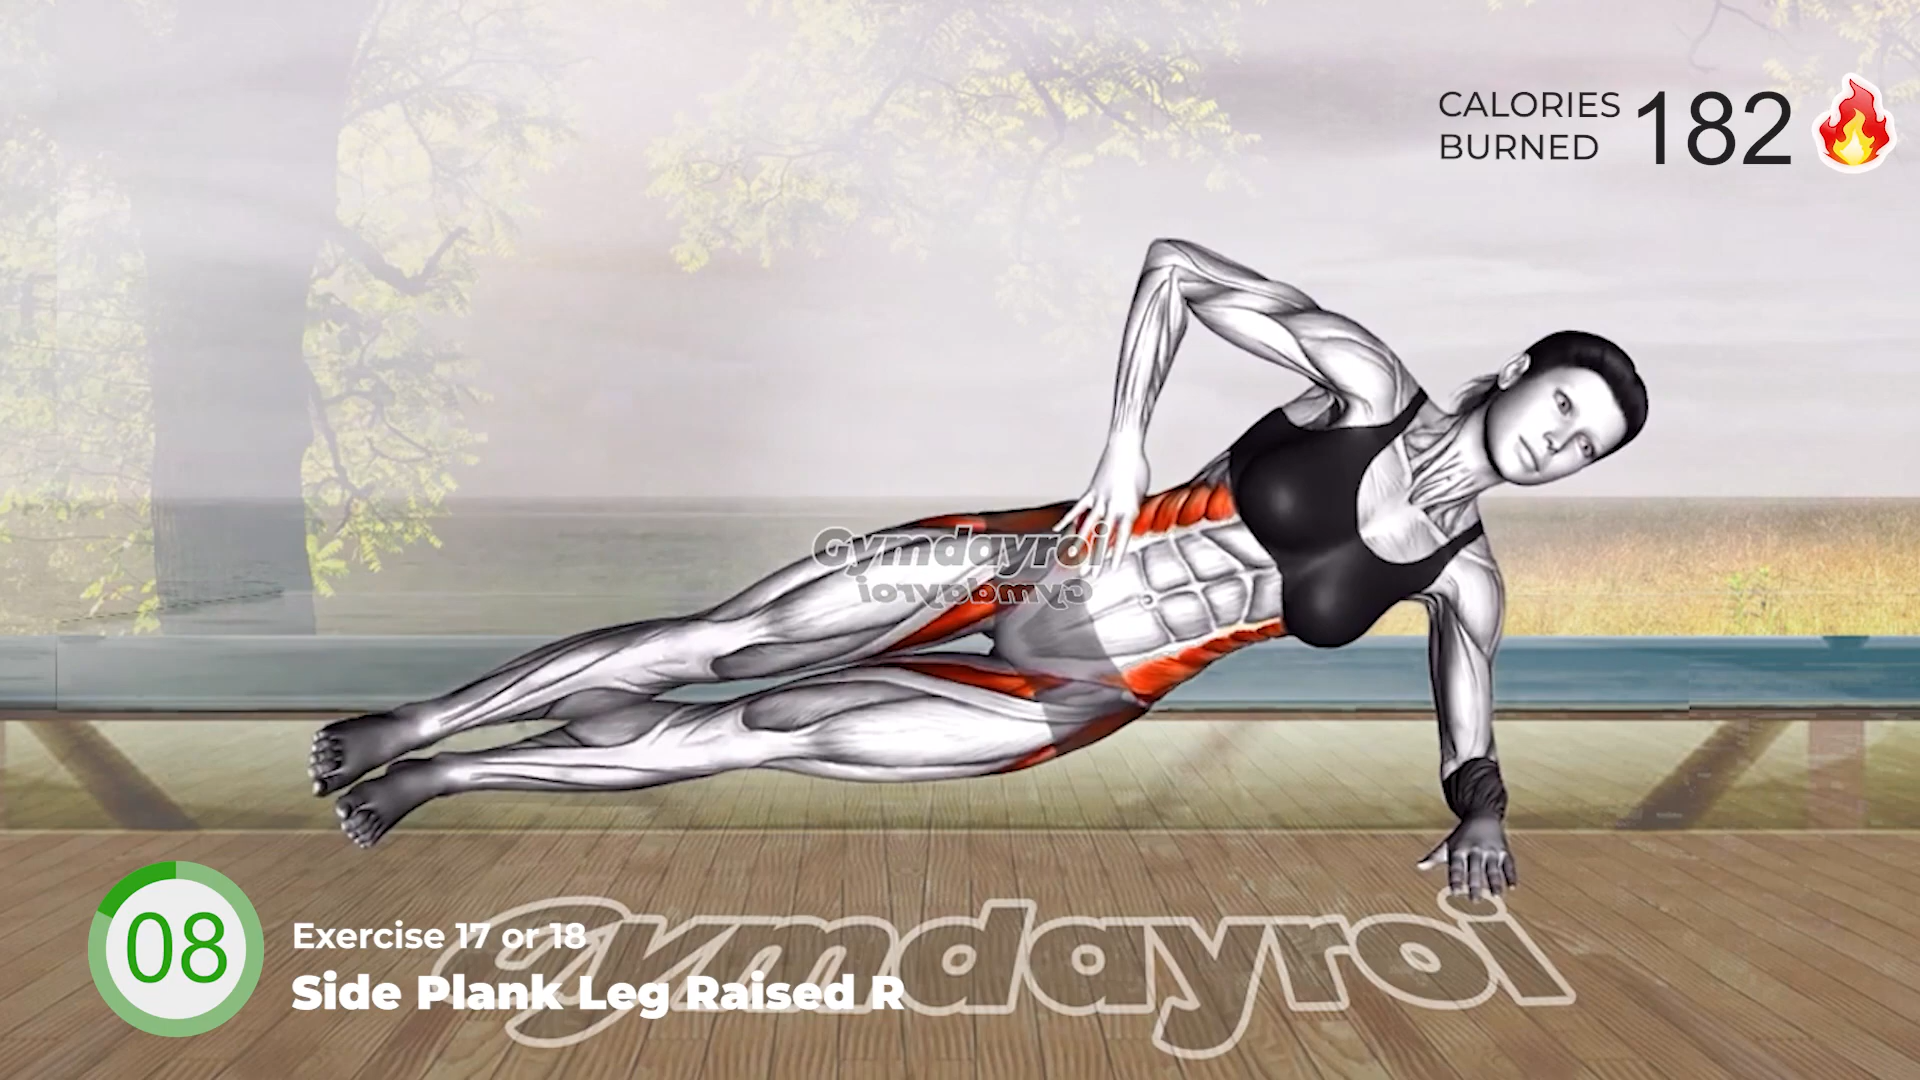 CALORIES
BURNED
182
Gymdayroi
Gymdayroi
08
Exercise 17 or 18
Side Plank Leg Raised R
Gymdayroi